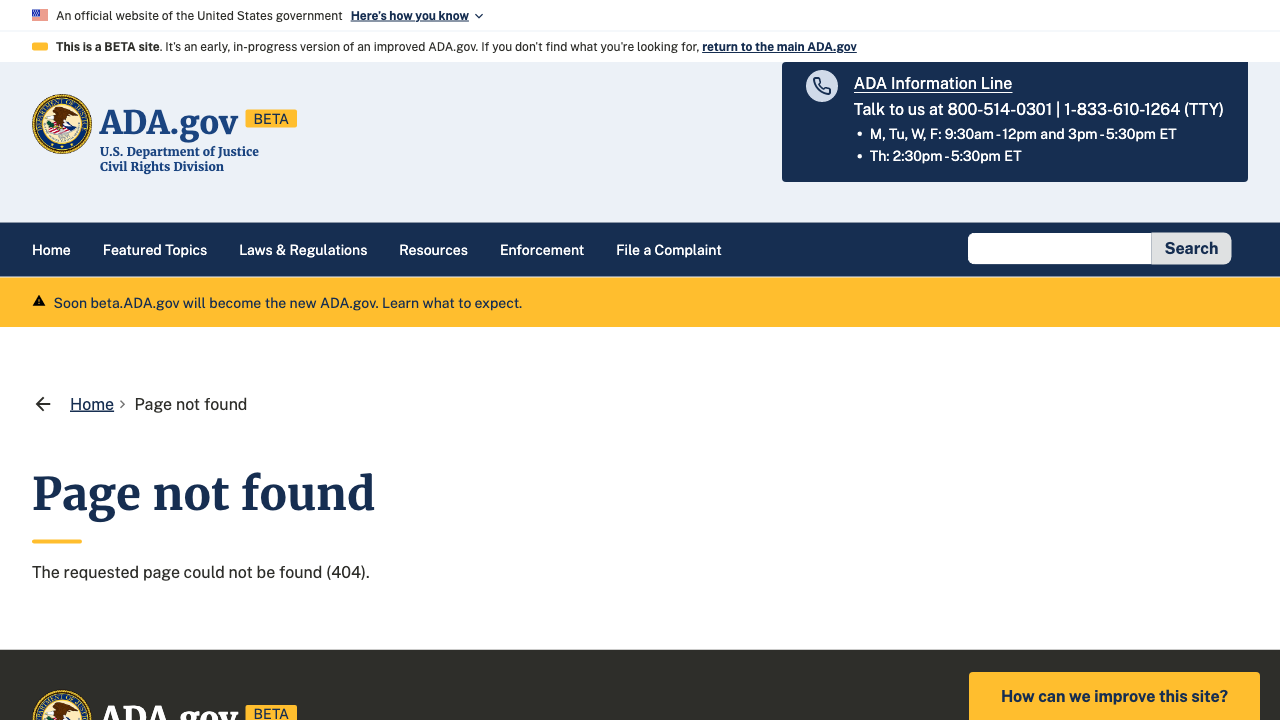 An official website of the United States government Here's how you know
This is a BETA site. It's an early, in-progress version of an improved ADA.gov. If you don't find what you're looking for, return to the main ADA.gov
ADA.gov BETA
U.S. Department of Justice
Civil Rights Division
ADA Information Line
Talk to us at 800-514-0301 | 1-833-610-1264 (TTY)
• M, Tu, W, F: 9:30am - 12pm and 3pm - 5:30pm ET
• Th: 2:30pm - 5:30pm ET
Home Featured Topics Laws & Regulations Resources Enforcement File a Complaint Search
Soon beta.ADA.gov will become the new ADA.gov. Learn what to expect.
Home Page not found
Page not found
The requested page could not be found (404).
ADA.gov BETA
How can we improve this site?